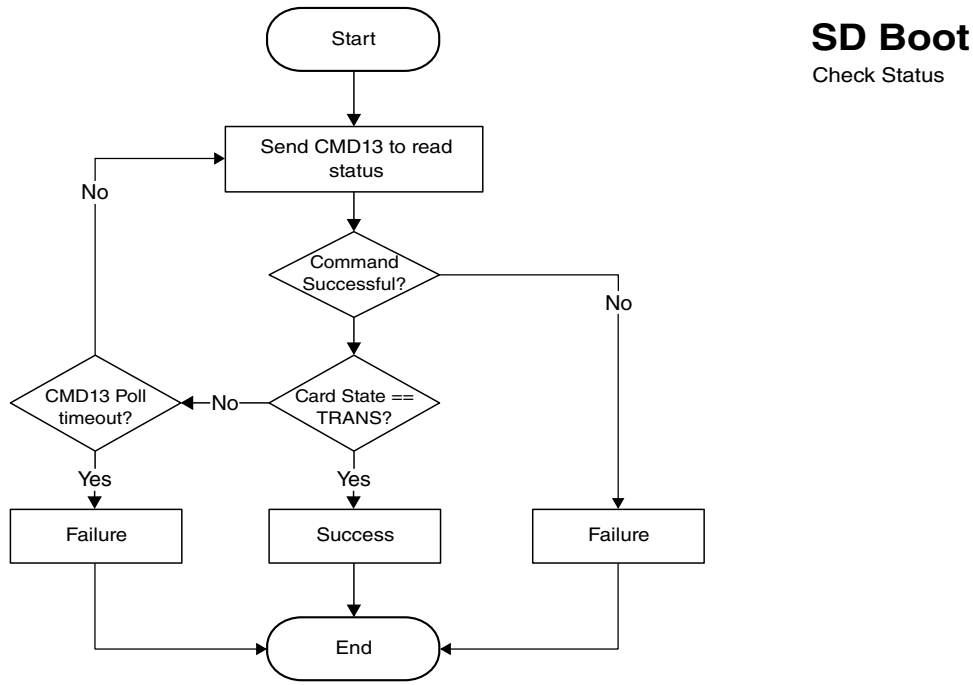 SD Boot
Check Status
Start
Send CMD13 to read
status
No
Command
Successful?
No
CMD13 Poll
timeout?
No
Card State ==
TRANS?
Yes
Yes
Failure
Success
Failure
End